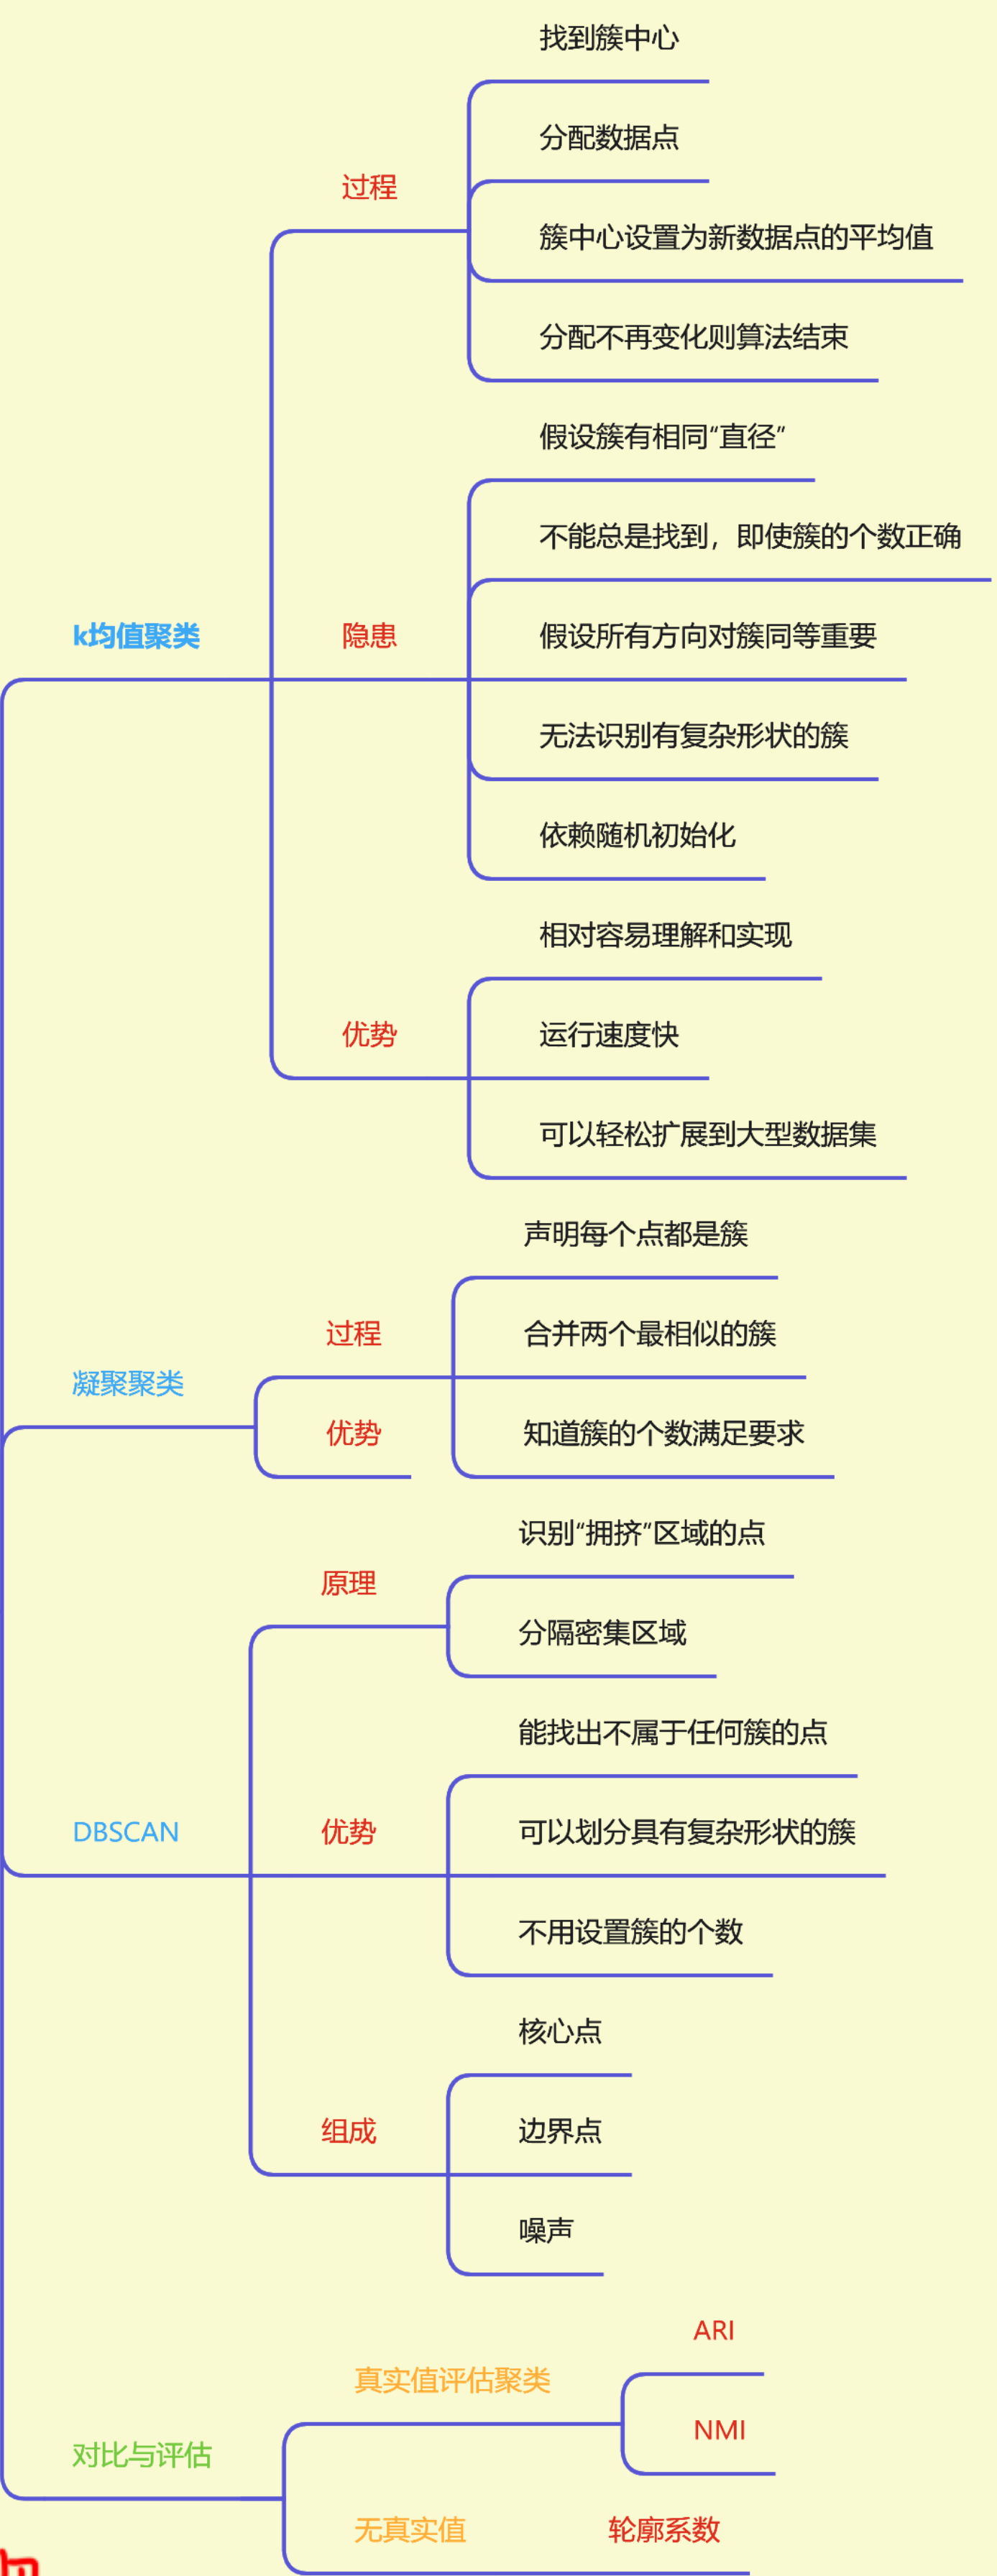 k均值聚类
过程
找到簇中心
分配数据点
簇中心设置为新数据点的平均值
分配不再变化则算法结束
隐患
假设簇有相同“直径”
不能总是找到，即使簇的个数正确
假设所有方向对簇同等重要
无法识别有复杂形状的簇
依赖随机初始化
优势
相对容易理解和实现
运行速度快
可以轻松扩展到大型数据集
凝聚聚类
过程
声明每个点都是簇
合并两个最相似的簇
知道簇的个数满足要求
优势
DBSCAN
原理
识别“拥挤”区域的点
分隔密集区域
优势
能找出不属于任何簇的点
可以划分具有复杂形状的簇
不用设置簇的个数
组成
核心点
边界点
噪声
对比与评估
真实值评估聚类
ARI
NMI
无真实值
轮廓系数